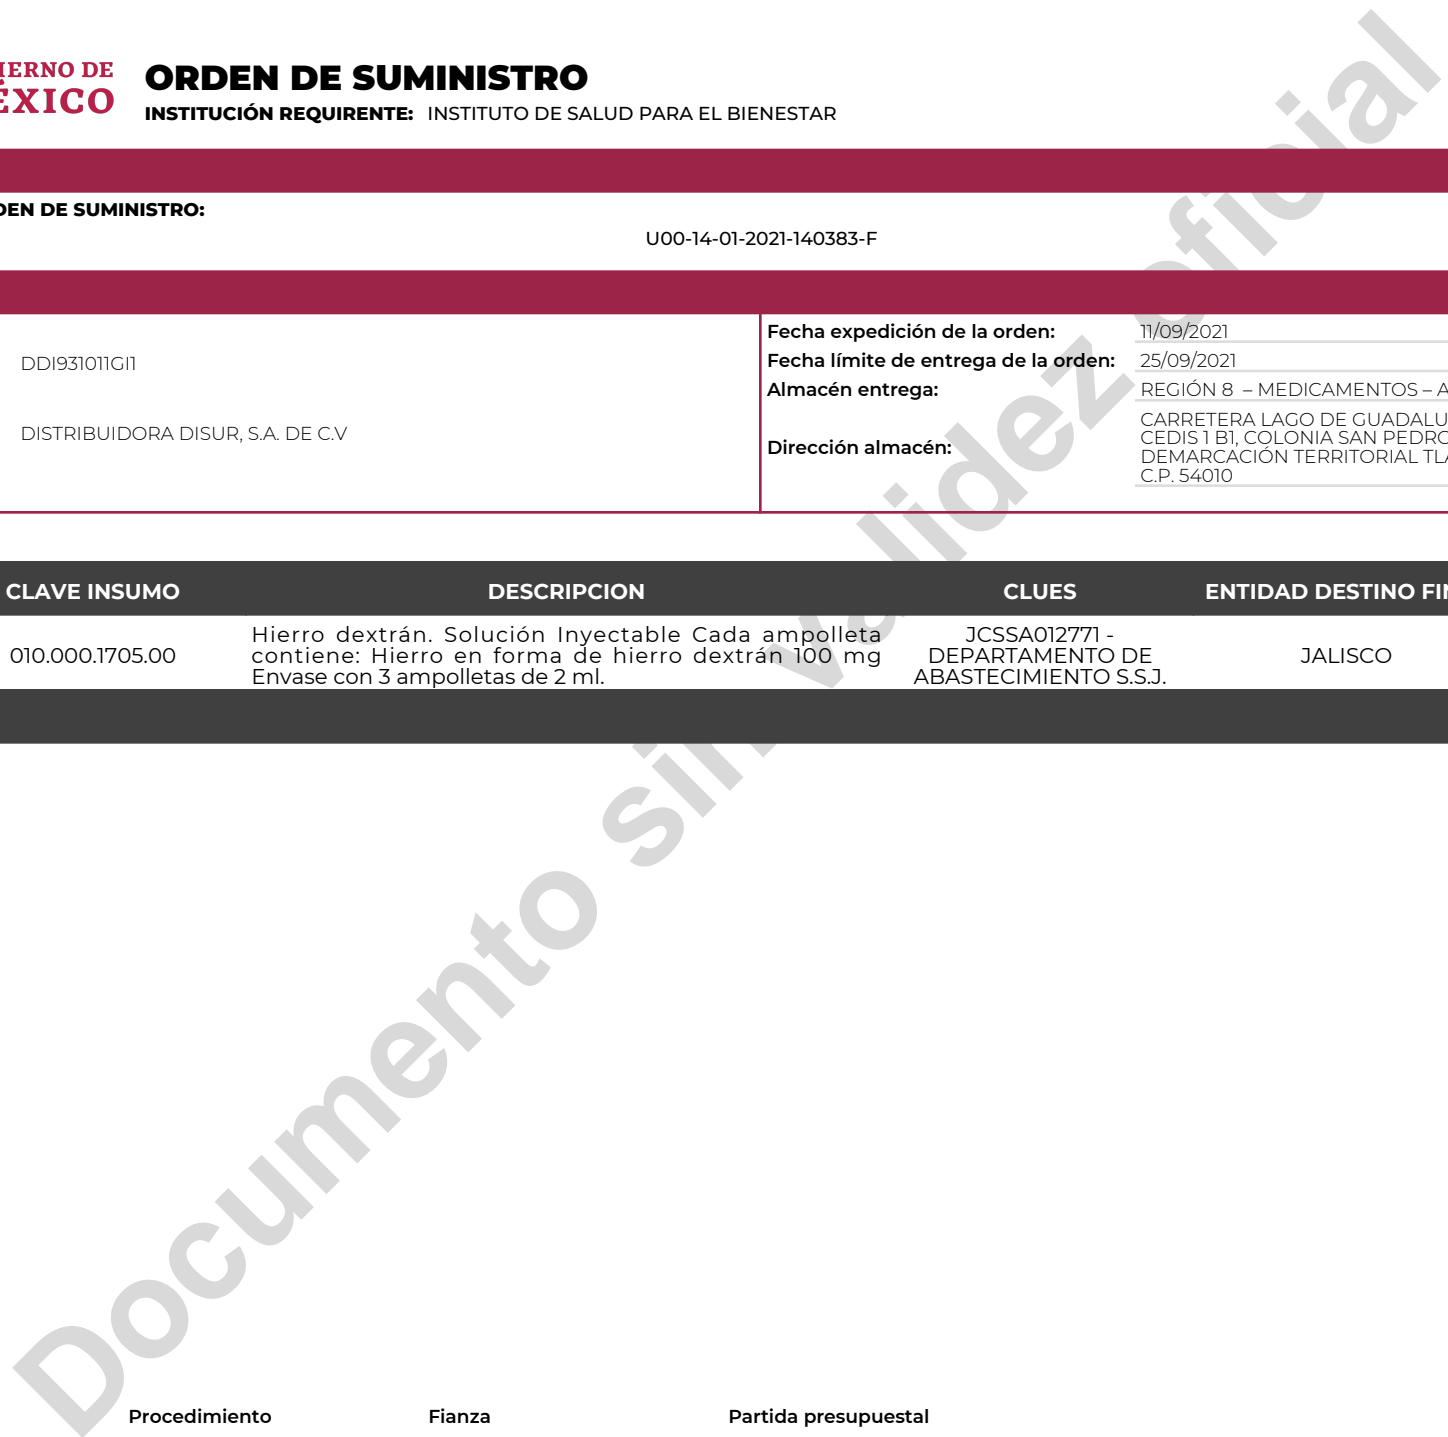 IERNO DE
ÉXICO
ORDEN DE SUMINISTRO
INSTITUCIÓN REQUIRENTE: INSTITUTO DE SALUD PARA EL BIENESTAR
DEN DE SUMINISTRO:
U00-14-01-2021-140383-F
DDI931011GI1
DISTRIBUIDORA DISUR, S.A. DE C.V
Fecha expedición de la orden: 11/09/2021
Fecha límite de entrega de la orden: 25/09/2021
Almacén entrega: REGIÓN 8 – MEDICAMENTOS – A
Dirección almacén:
CARRETERA LAGO DE GUADALU
CEDIS 1 B1, COLONIA SAN PEDRO
DEMARCACIÓN TERRITORIAL TLA
C.P. 54010
CLAVE INSUMO DESCRIPCION CLUES ENTIDAD DESTINO FIN
010.000.1705.00
Hierro dextrán. Solución Inyectable Cada ampolleta
contiene: Hierro en forma de hierro dextrán 100 mg
Envase con 3 ampolletas de 2 ml.
JCSSA012771 -
DEPARTAMENTO DE
ABASTECIMIENTO S.S.J.
JALISCO
Documento sin validez oficial
Procedimiento Fianza Partida presupuestal